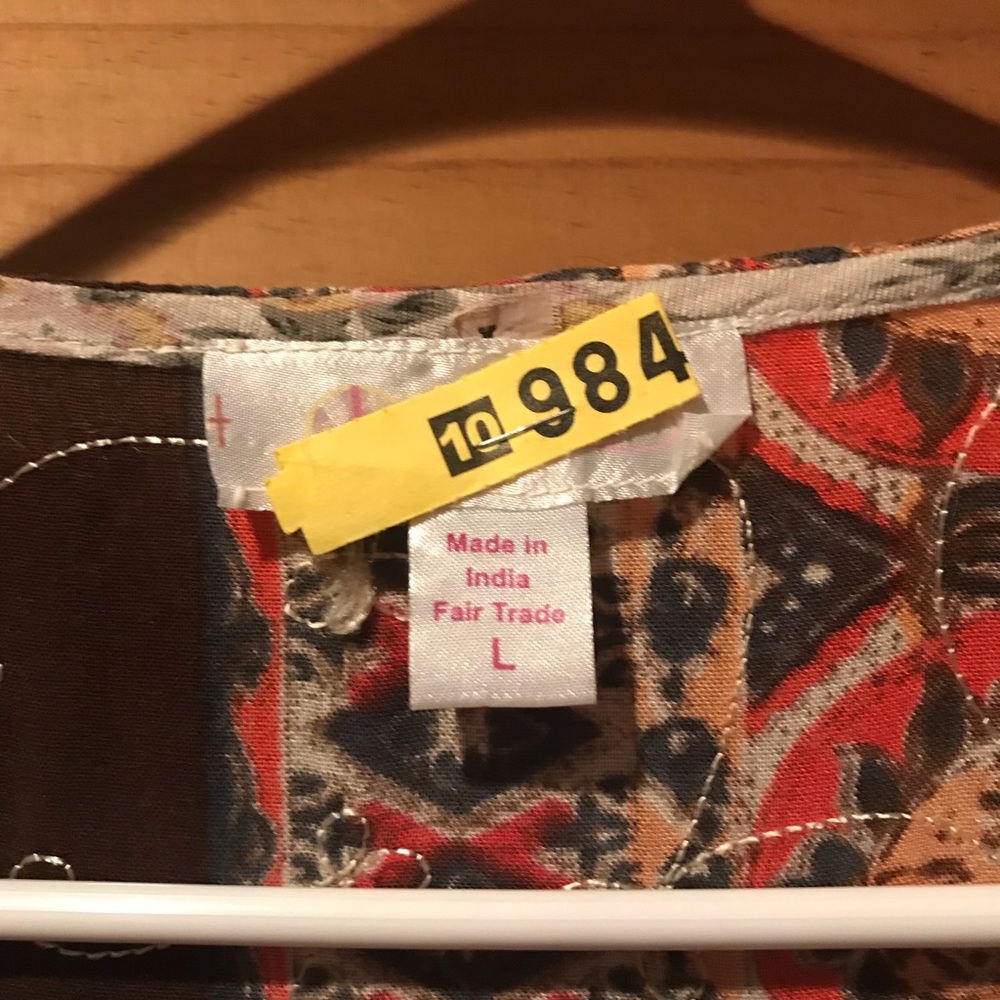 10 984
Made in
India
Fair Trade
L